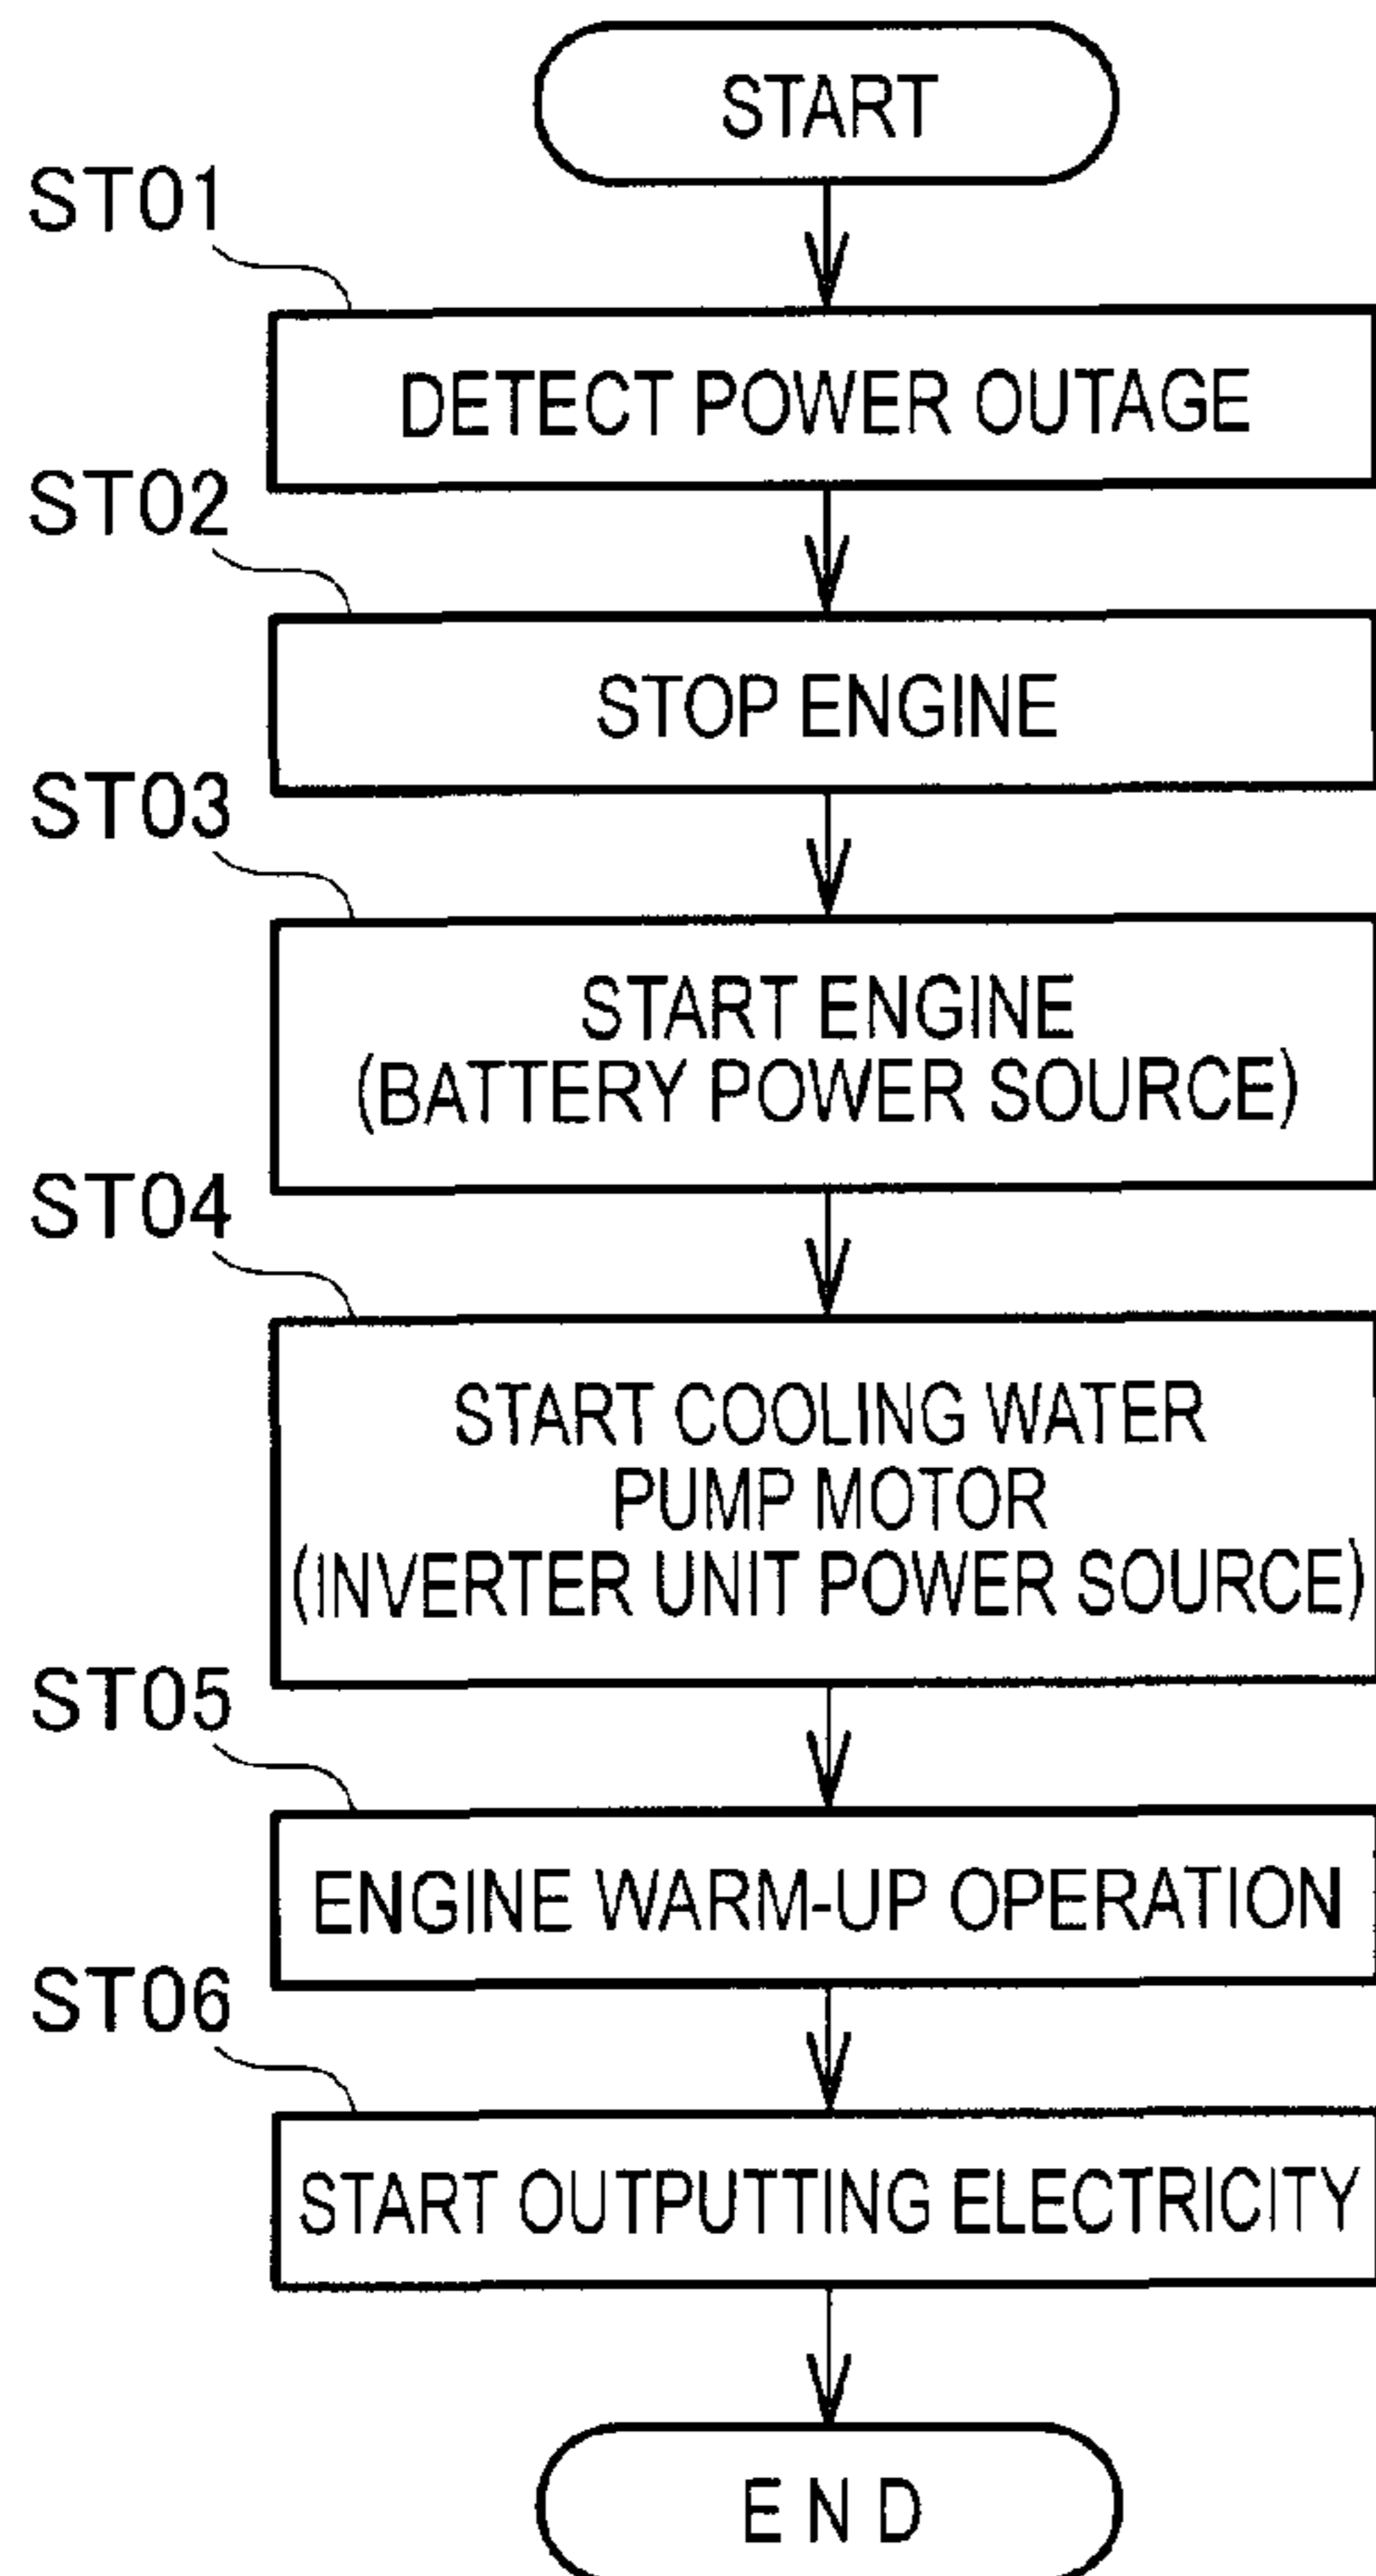 START
ST01
DETECT POWER OUTAGE
ST02
STOP ENGINE
ST03
START ENGINE
(BATTERY POWER SOURCE)
ST04
START COOLING WATER
PUMP MOTOR
(INVERTER UNIT POWER SOURCE)
ST05
ENGINE WARM-UP OPERATION
ST06
START OUTPUTTING ELECTRICITY
END